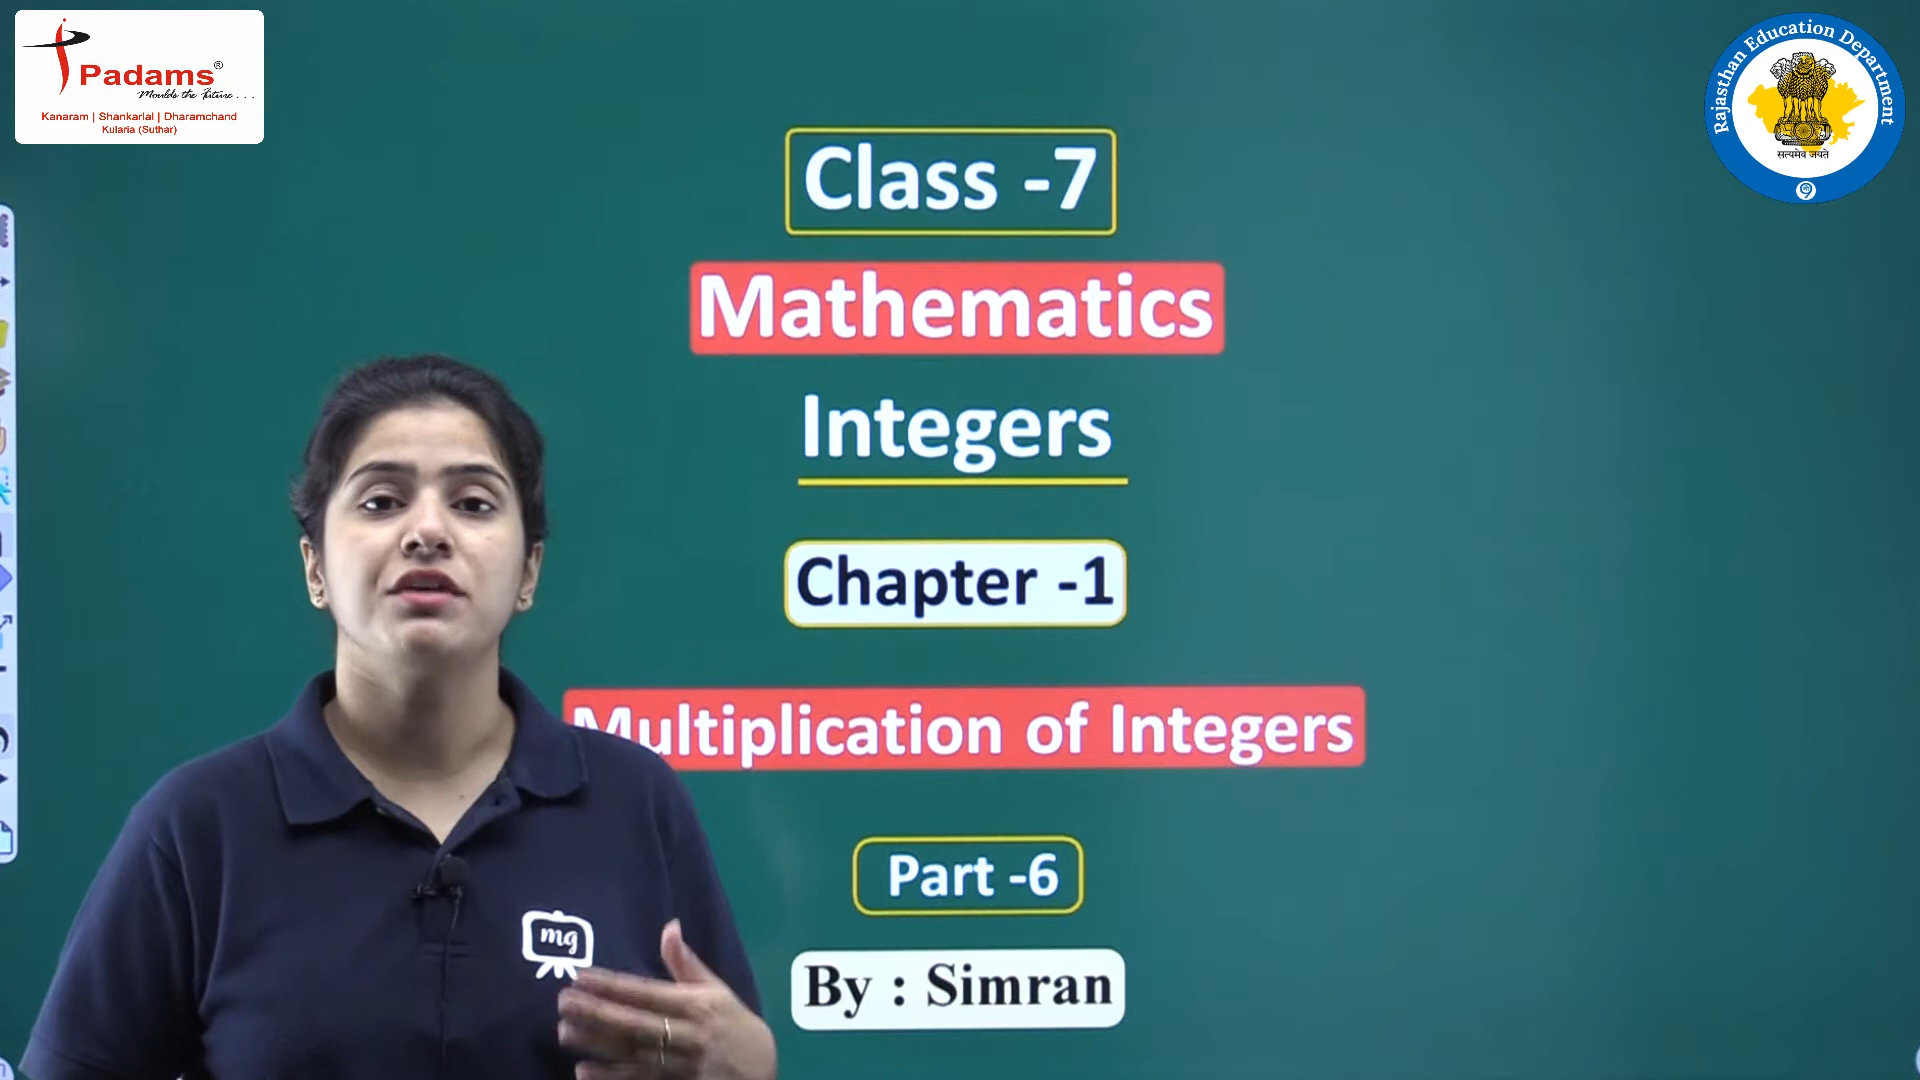 Padams®
Moulds the Future . . .
Kanaram | Shankarlal | Dharamchand
Kularia (Suthar)
Rajasthan Education Department
सत्यमेव जयते
Class -7
Mathematics
Integers
Chapter -1
Multiplication of Integers
Part -6
mg
By : Simran